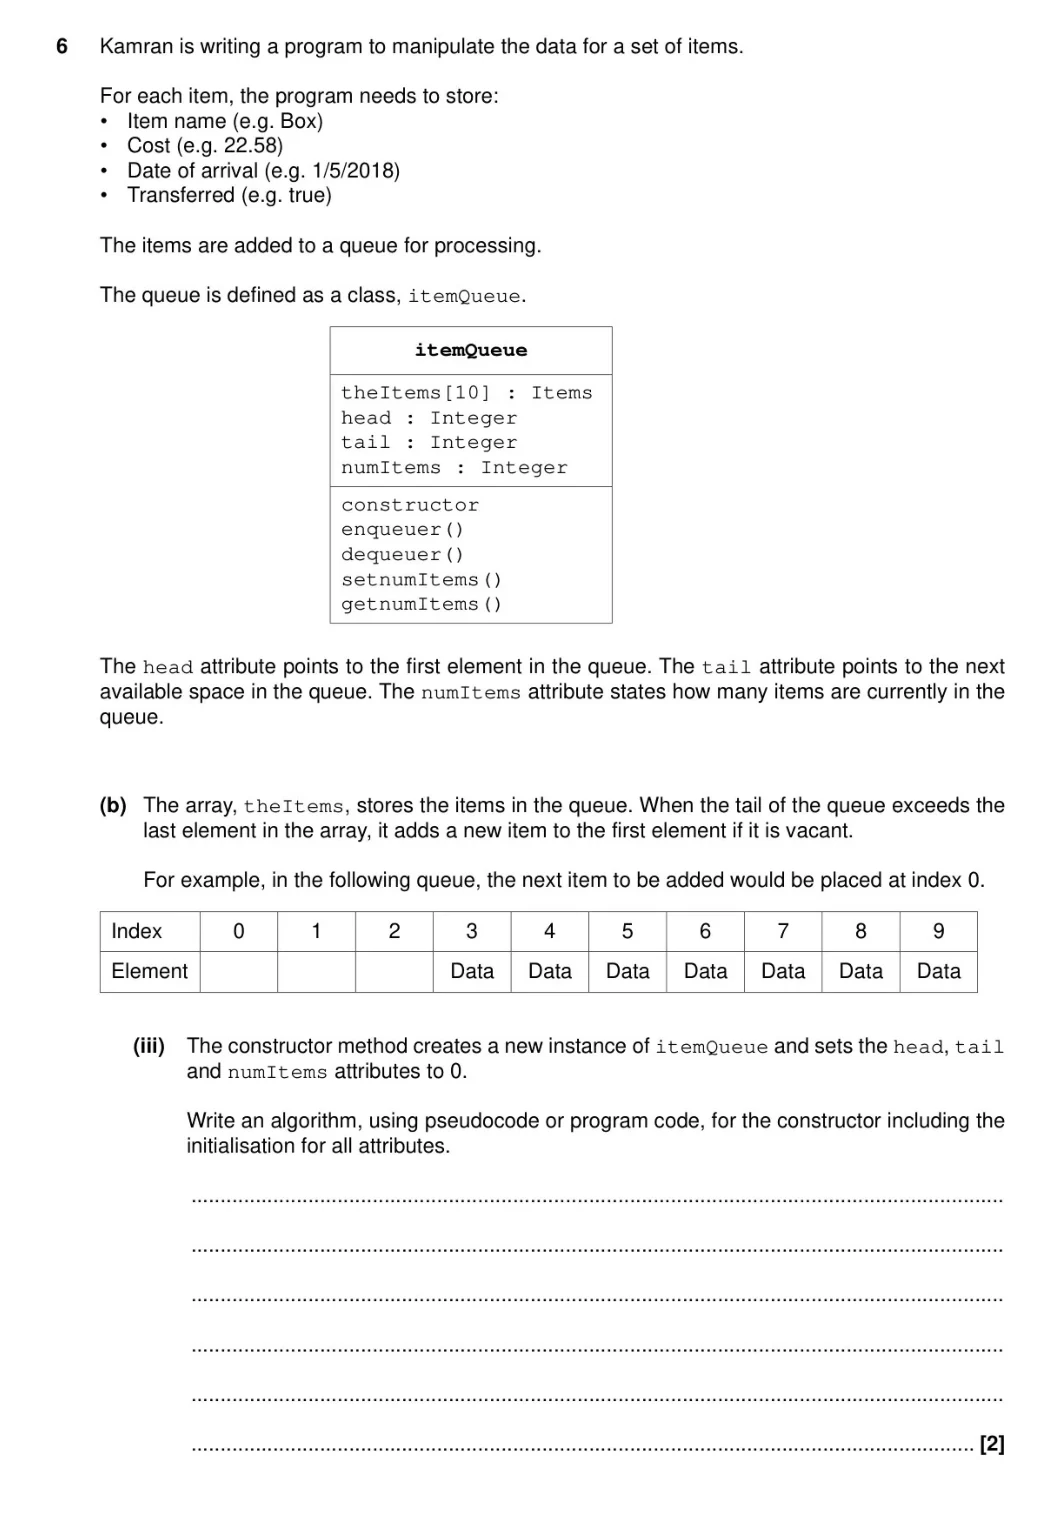 6 Kamran is writing a program to manipulate the data for a set of items.
For each item, the program needs to store:
• Item name (e.g. Box)
• Cost (e.g. 22.58)
• Date of arrival (e.g. 1/5/2018)
• Transferred (e.g. true)
The items are added to a queue for processing.
The queue is defined as a class, itemQueue.
itemQueue
theItems[10] : Items
head : Integer
tail : Integer
numItems : Integer
constructor
enqueuer()
dequeuer()
setnumItems()
getnumItems()
The head attribute points to the first element in the queue. The tail attribute points to the next
available space in the queue. The numItems attribute states how many items are currently in the
queue.
(b) The array, theItems, stores the items in the queue. When the tail of the queue exceeds the
last element in the array, it adds a new item to the first element if it is vacant.
For example, in the following queue, the next item to be added would be placed at index 0.
Index 0 1 2 3 4 5 6 7 8 9
Element Data Data Data Data Data Data Data
(iii) The constructor method creates a new instance of itemQueue and sets the head, tail
and numItems attributes to 0.
Write an algorithm, using pseudocode or program code, for the constructor including the
initialisation for all attributes.
[2]